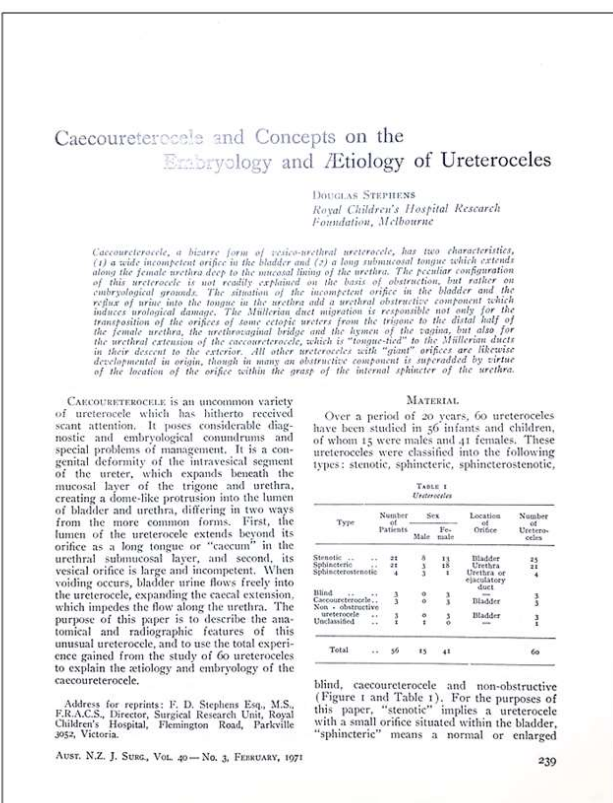 Caecoureterocele and Concepts on the
Embryology and Ætiology of Ureteroceles
DOUGLAS STEPHENS
Royal Children's Hospital Research
Foundation, Melbourne
Caecoureterocele, a bizarre form of vesico-urethral ureterocele, has two characteristics,
(1) a wide incompetent orifice in the bladder and (2) a long submucosal tongue which extends
along the female urethra deep to the mucosal lining of the urethra. The peculiar configuration
of this ureterocele is not readily explained on the basis of obstruction, but rather on
embryological grounds. The situation of the incompetent orifice in the bladder and the
reflux of urine into the tongue in the urethra add a urethral obstructive component which
induces urological damage. The Müllerian duct migration is responsible not only for the
transposition of the orifices of some ectopic ureters from the trigone to the distal half of
the female urethra, the urethrovaginal bridge and the hymen of the vagina, but also for
the urethral extension of the caecoureterocele, which is "tongue-tied" to the Müllerian ducts
in their descent to the exterior. All other ureteroceles with "giant" orifices are likewise
developmental in origin, though in many an obstructive component is superadded by virtue
of the location of the orifice within the grasp of the internal sphincter of the urethra.
CAECOURETEROCELE is an uncommon variety
of ureterocele which has hitherto received
scant attention. It poses considerable diag-
nostic and embryological conundrums and
special problems of management. It is a con-
genital deformity of the intravesical segment
of the ureter, which expands beneath the
mucosal layer of the trigone and urethra,
creating a dome-like protrusion into the lumen
of bladder and urethra, differing in two ways
from the more common forms. First, the
lumen of the ureterocele extends beyond its
orifice as a long tongue or "caecum" in the
urethral submucosal layer, and second, its
vesical orifice is large and incompetent. When
voiding occurs, bladder urine flows freely into
the ureterocele, expanding the caecal extension,
which impedes the flow along the urethra. The
purpose of this paper is to describe the ana-
tomical and radiographic features of this
unusual ureterocele, and to use the total experi-
ence gained from the study of 60 ureteroceles
to explain the ætiology and embryology of the
caecoureterocele.
Address for reprints: F. D. Stephens Esq., M.S.,
F.R.A.C.S., Director, Surgical Research Unit, Royal
Children's Hospital, Flemington Road, Parkville
3052, Victoria.
MATERIAL
Over a period of 20 years, 60 ureteroceles
have been studied in 56 infants and children,
of whom 15 were males and 41 females. These
ureteroceles were classified into the following
types: stenotic, sphincteric, sphincterostenotic,
TABLE 1
Ureteroceles
Type Number of Patients Sex Male Fe-male Location of Orifice Number of Uretero-celes
Stenotic .. .. 21 8 13 Bladder 25
Sphincteric .. 21 3 18 Urethra 21
Sphincterostenotic 4 3 1 Urethra or 4
ejaculatory
duct
Blind .. .. 3 0 3 — 3
Caecoureterocele.. 3 0 3 Bladder 3
Non - obstructive
ureterocele .. 3 0 3 Bladder 3
Unclassified .. 1 1 0 — 1
Total .. 56 15 41 60
blind, caecoureterocele and non-obstructive
(Figure 1 and Table 1). For the purposes of
this paper, "stenotic" implies a ureterocele
with a small orifice situated within the bladder,
"sphincteric" means a normal or enlarged
AUST. N.Z. J. SURG., VOL. 40 — No. 3, FEBRUARY, 1971
239